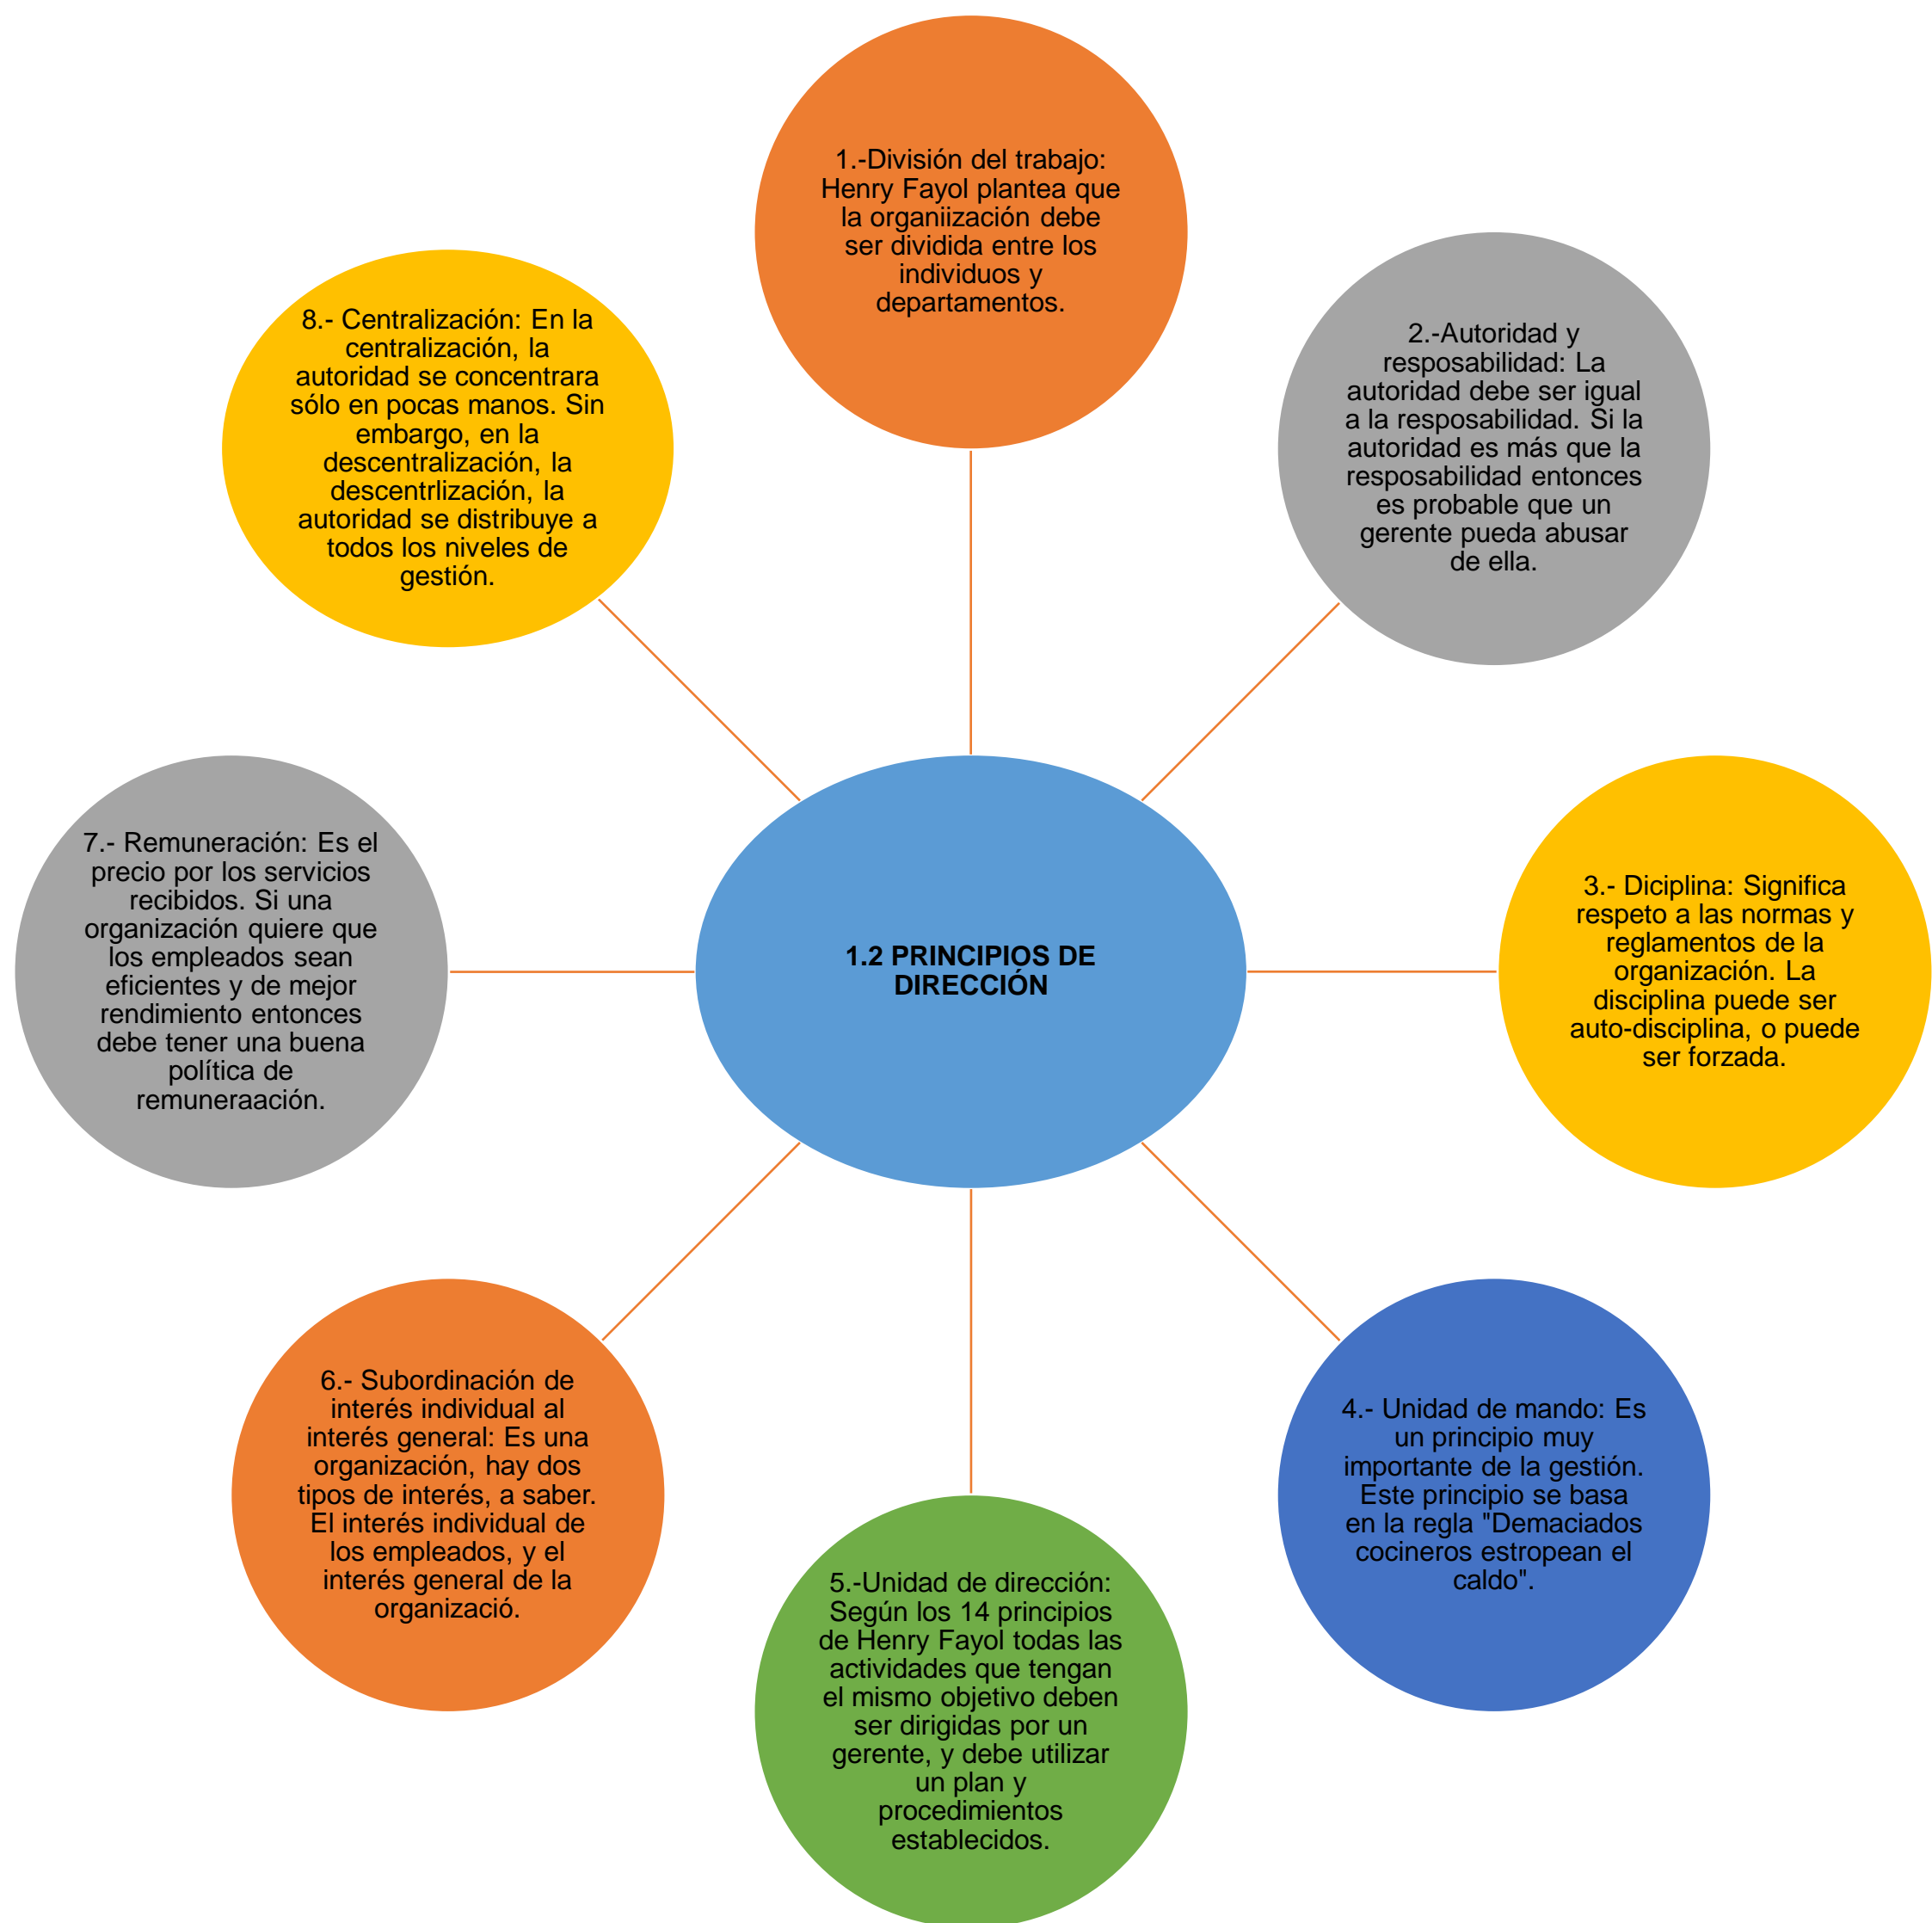 1.-División del trabajo:
Henry Fayol plantea que
la organiización debe
ser dividida entre los
individuos y
departamentos.
2.-Autoridad y
resposabilidad: La
autoridad debe ser igual
a la resposabilidad. Si la
autoridad es más que la
resposabilidad entonces
es probable que un
gerente pueda abusar
de ella.
3.- Diciplina: Significa
respeto a las normas y
reglamentos de la
organización. La
disciplina puede ser
auto-disciplina, o puede
ser forzada.
4.- Unidad de mando: Es
un principio muy
importante de la gestión.
Este principio se basa
en la regla "Demaciados
cocineros estropean el
caldo".
5.-Unidad de dirección:
Según los 14 principios
de Henry Fayol todas las
actividades que tengan
el mismo objetivo deben
ser dirigidas por un
gerente, y debe utilizar
un plan y
procedimientos
establecidos.
6.- Subordinación de
interés individual al
interés general: Es una
organización, hay dos
tipos de interés, a saber.
El interés individual de
los empleados, y el
interés general de la
organizació.
7.- Remuneración: Es el
precio por los servicios
recibidos. Si una
organización quiere que
los empleados sean
eficientes y de mejor
rendimiento entonces
debe tener una buena
política de
remuneraación.
8.- Centralización: En la
centralización, la
autoridad se concentrara
sólo en pocas manos. Sin
embargo, en la
descentralización, la
descentrlización, la
autoridad se distribuye a
todos los niveles de
gestión.
1.2 PRINCIPIOS DE
DIRECCIÓN